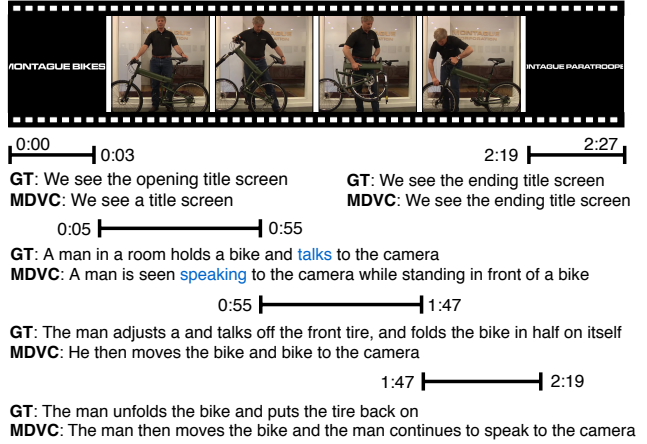 MONTAGUE BIKES
NTAGUE PARATROOPE
0:00
0:03
2:19
2:27
GT: We see the opening title screen
MDVC: We see a title screen
GT: We see the ending title screen
MDVC: We see the ending title screen
0:05
0:55
GT: A man in a room holds a bike and talks to the camera
MDVC: A man is seen speaking to the camera while standing in front of a bike
0:55
1:47
GT: The man adjusts a and talks off the front tire, and folds the bike in half on itself
MDVC: He then moves the bike and bike to the camera
1:47
2:19
GT: The man unfolds the bike and puts the tire back on
MDVC: The man then moves the bike and the man continues to speak to the camera